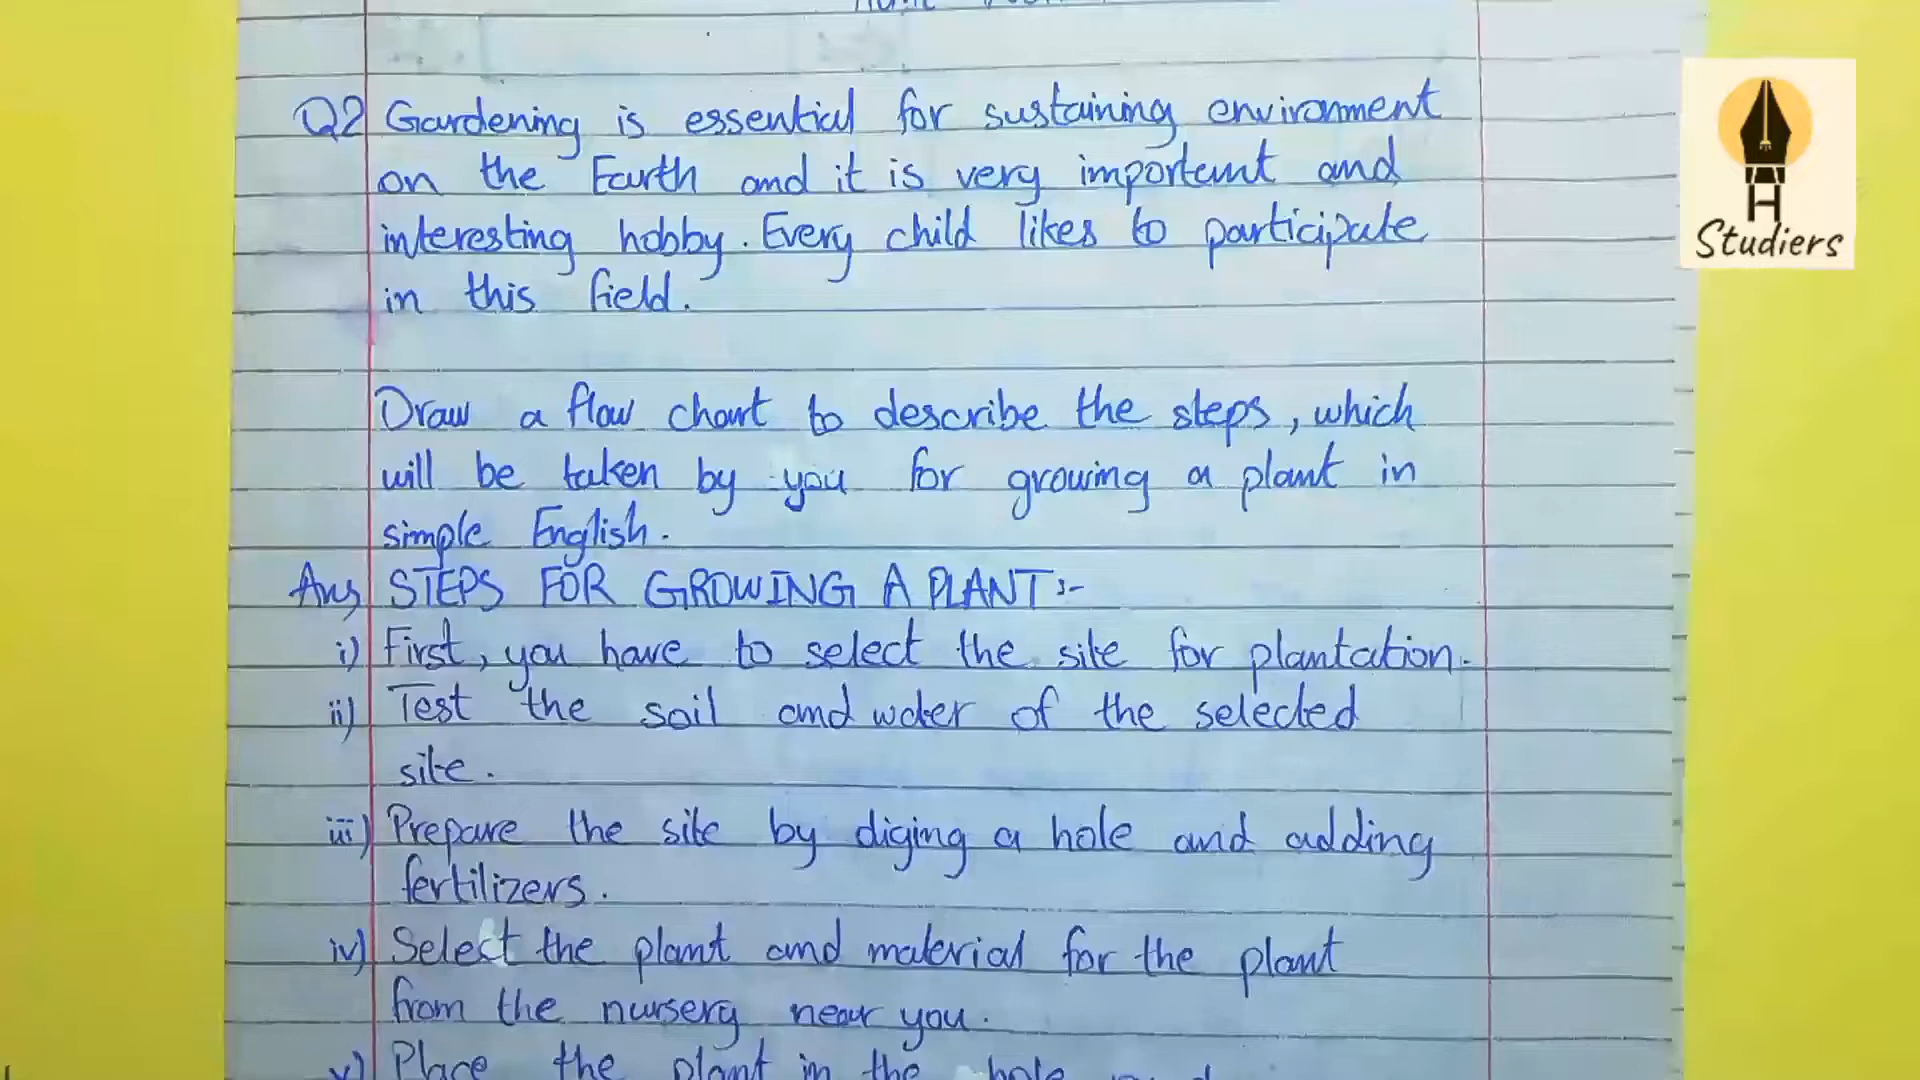 Q2 Gardening is essential for sustaining environment
on the Earth and it is very important and
interesting hobby. Every child likes to participate
in this field.
Draw a flow chart to describe the steps, which
will be taken by you for growing a plant in
simple English.
Ans STEPS FOR GROWING A PLANT :-
i) First, you have to select the site for plantation.
ii) Test the soil and water of the selected
site.
iii) Prepare the site by diging a hole and adding
fertilizers.
iv) Select the plant and material for the plant
from the nursery near you.
v) Place the plant in the hole
Studiers